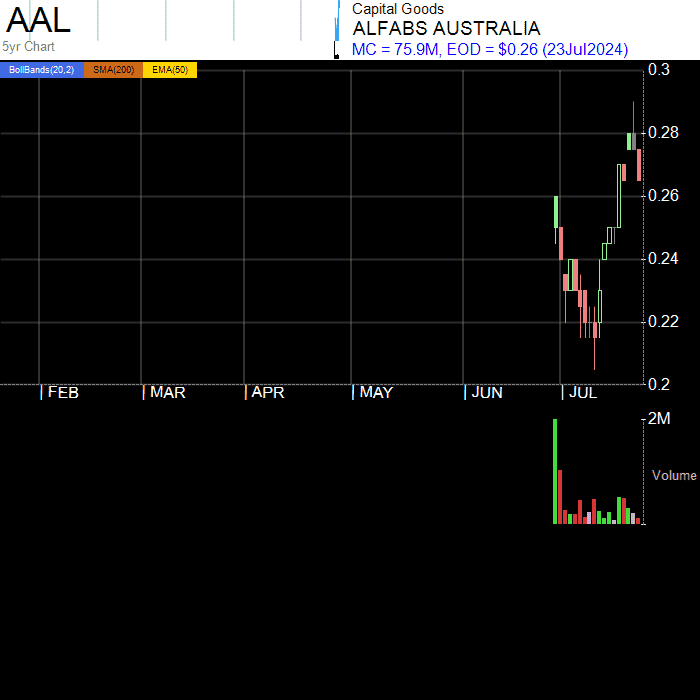 AAL
5yr Chart
Capital Goods
ALFABS AUSTRALIA
MC = 75.9M, EOD = $0.26 (23Jul2024)
BollBands(20,2) SMA(200) EMA(50)
0.3
0.28
0.26
0.24
0.22
0.2
| FEB | MAR | APR | MAY | JUN | JUL
2M
Volume